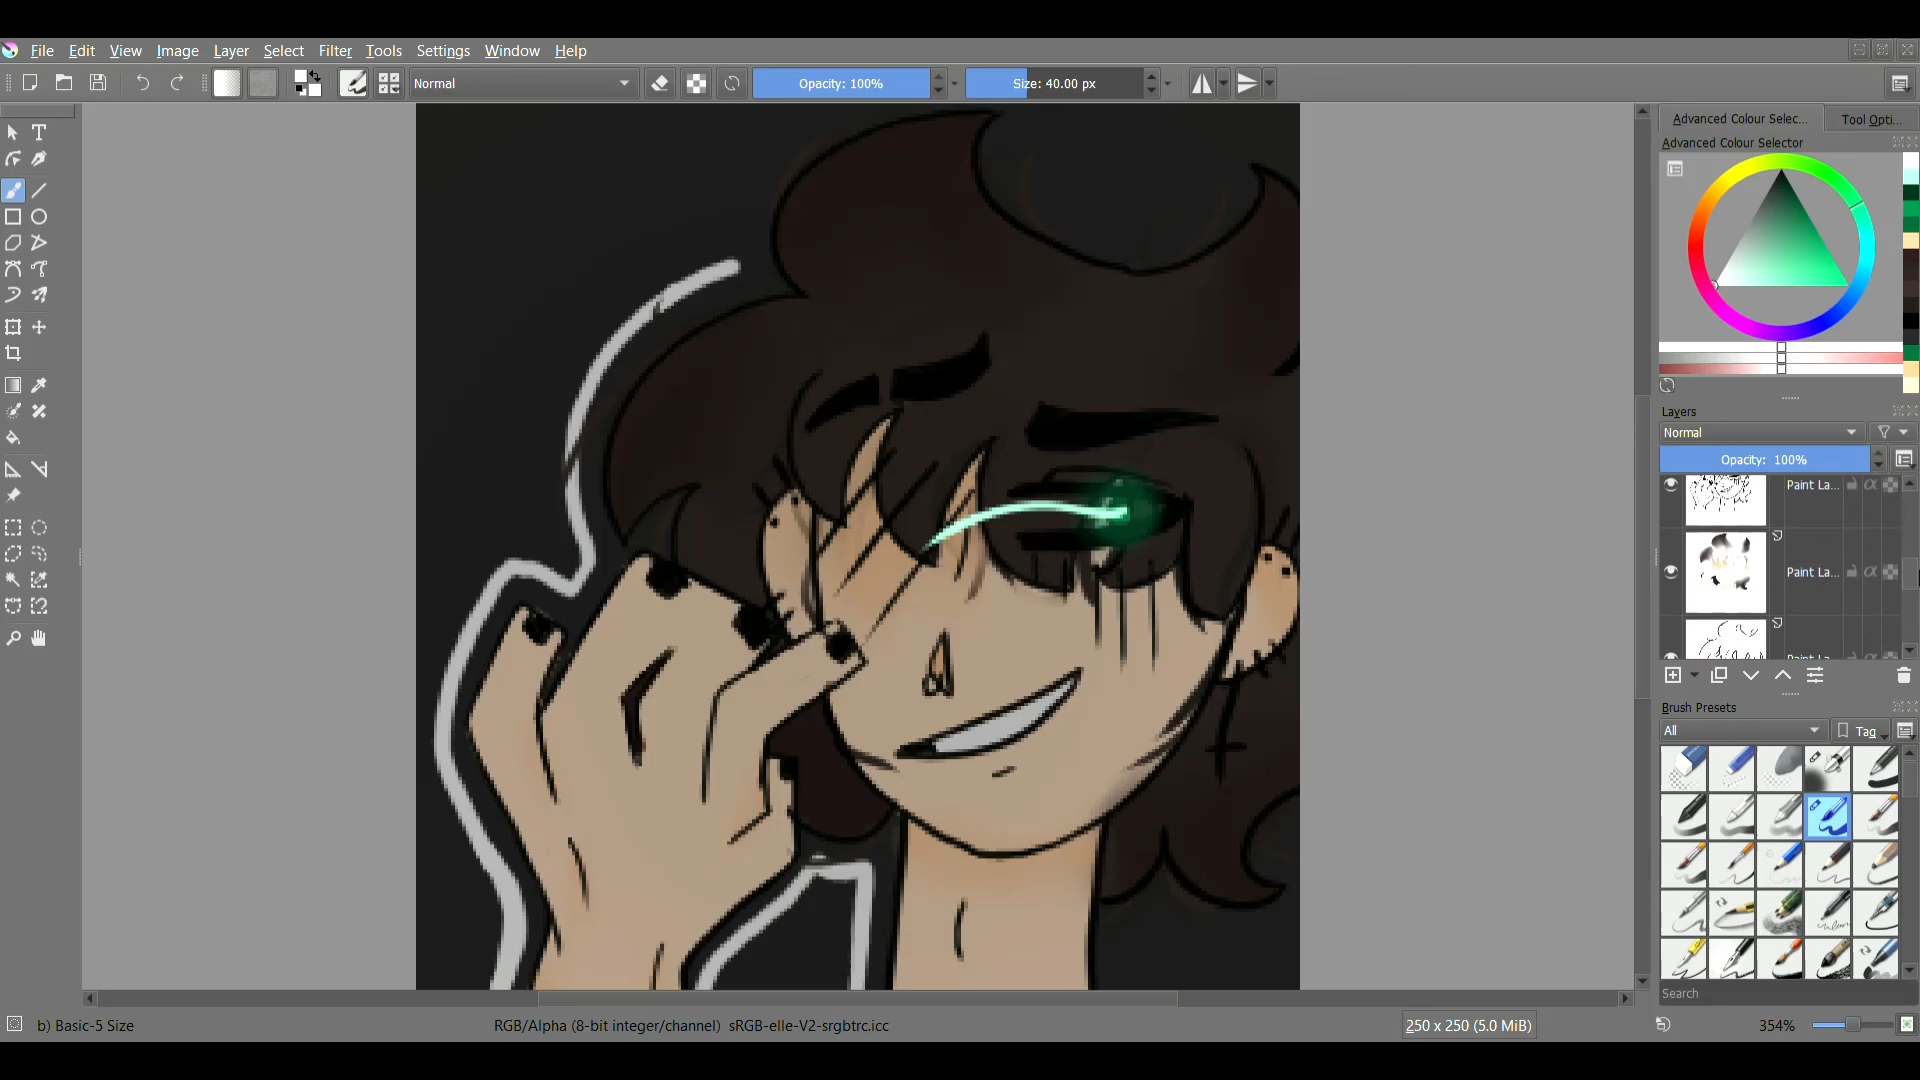 File Edit View Image Layer Select Filter Tools Settings Window Help
Normal Opacity: 100% Size: 40.00 px
Advanced Colour Selec... Tool Opti...
Advanced Colour Selector
Layers
Normal
Opacity: 100%
Paint La...
Paint La...
Paint La...
Brush Presets
All Tag
Search
b) Basic-5 Size RGB/Alpha (8-bit integer/channel) sRGB-elle-V2-srgbtrc.icc 250 x 250 (5.0 MiB) 354%